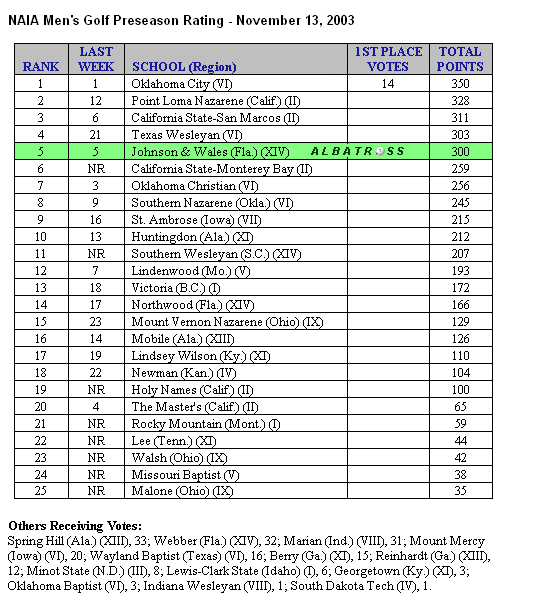 NAIA Men's Golf Preseason Rating - November 13, 2003
RANK LAST WEEK SCHOOL (Region) 1ST PLACE VOTES TOTAL POINTS
1 1 Oklahoma City (VI) 14 350
2 12 Point Loma Nazarene (Calif.) (II) 328
3 6 California State-San Marcos (II) 311
4 21 Texas Wesleyan (VI) 303
5 5 Johnson & Wales (Fla.) (XIV) ALBATROSS 300
6 NR California State-Monterey Bay (II) 259
7 3 Oklahoma Christian (VI) 256
8 9 Southern Nazarene (Okla.) (VI) 245
9 16 St. Ambrose (Iowa) (VII) 215
10 13 Huntingdon (Ala.) (XI) 212
11 NR Southern Wesleyan (S.C.) (XIV) 207
12 7 Lindenwood (Mo.) (V) 193
13 18 Victoria (B.C.) (I) 172
14 17 Northwood (Fla.) (XIV) 166
15 23 Mount Vernon Nazarene (Ohio) (IX) 129
16 14 Mobile (Ala.) (XIII) 126
17 19 Lindsey Wilson (Ky.) (XI) 110
18 22 Newman (Kan.) (IV) 104
19 NR Holy Names (Calif.) (II) 100
20 4 The Master's (Calif.) (II) 65
21 NR Rocky Mountain (Mont.) (I) 59
22 NR Lee (Tenn.) (XI) 44
23 NR Walsh (Ohio) (IX) 42
24 NR Missouri Baptist (V) 38
25 NR Malone (Ohio) (IX) 35
Others Receiving Votes:
Spring Hill (Ala.) (XIII), 33; Webber (Fla.) (XIV), 32; Marian (Ind.) (VIII), 31; Mount Mercy
(Iowa) (VI), 20; Wayland Baptist (Texas) (VI), 16; Berry (Ga.) (XI), 15; Reinhardt (Ga.) (XIII),
12; Minot State (N.D.) (III), 8; Lewis-Clark State (Idaho) (I), 6; Georgetown (Ky.) (XI), 3;
Oklahoma Baptist (VI), 3; Indiana Wesleyan (VIII), 1; South Dakota Tech (IV), 1.